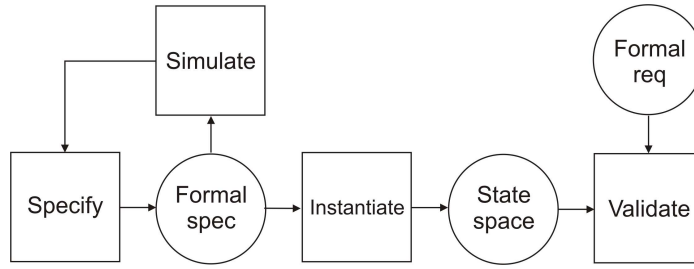 Simulate
Formal
req
Specify
Formal
spec
Instantiate
State
space
Validate